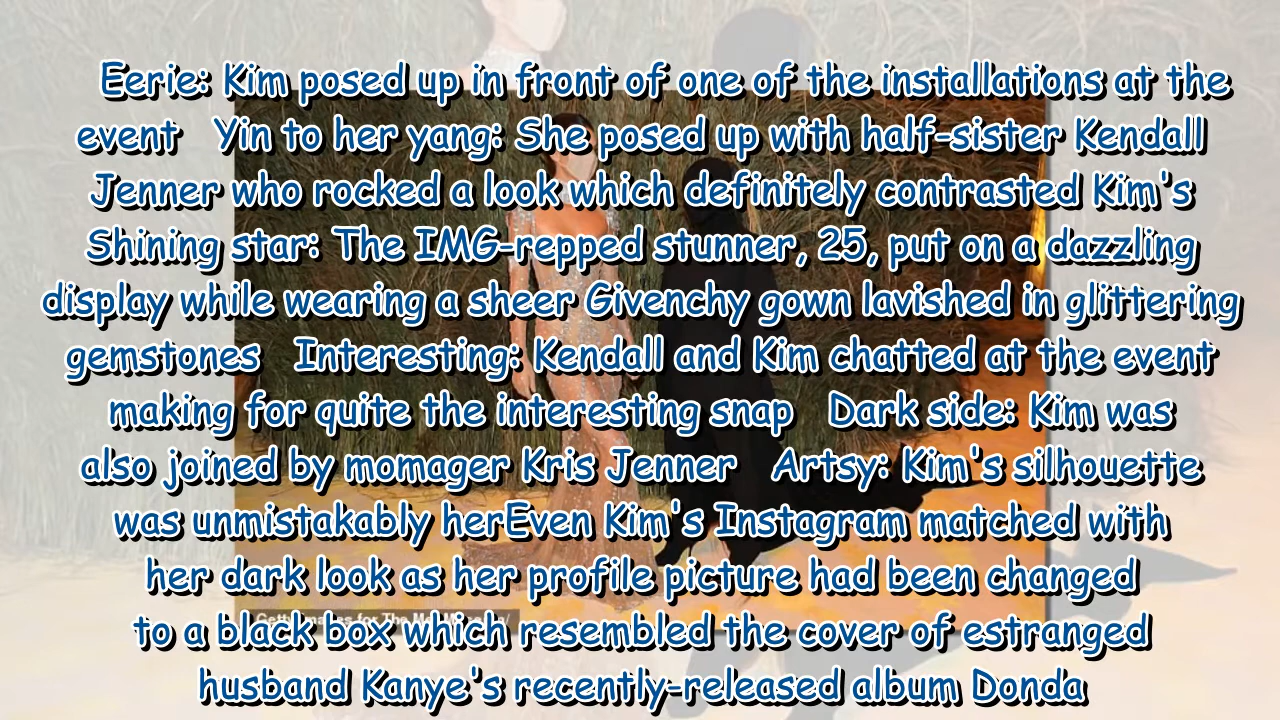 Eerie: Kim posed up in front of one of the installations at the
event Yin to her yang: She posed up with half-sister Kendall
Jenner who rocked a look which definitely contrasted Kim's
Shining star: The IMG-repped stunner, 25, put on a dazzling
display while wearing a sheer Givenchy gown lavished in glittering
gemstones Interesting: Kendall and Kim chatted at the event
making for quite the interesting snap Dark side: Kim was
also joined by momager Kris Jenner Artsy: Kim's silhouette
was unmistakably herEven Kim's Instagram matched with
her dark look as her profile picture had been changed
to a black box which resembled the cover of estranged
husband Kanye's recently-released album Donda
for The